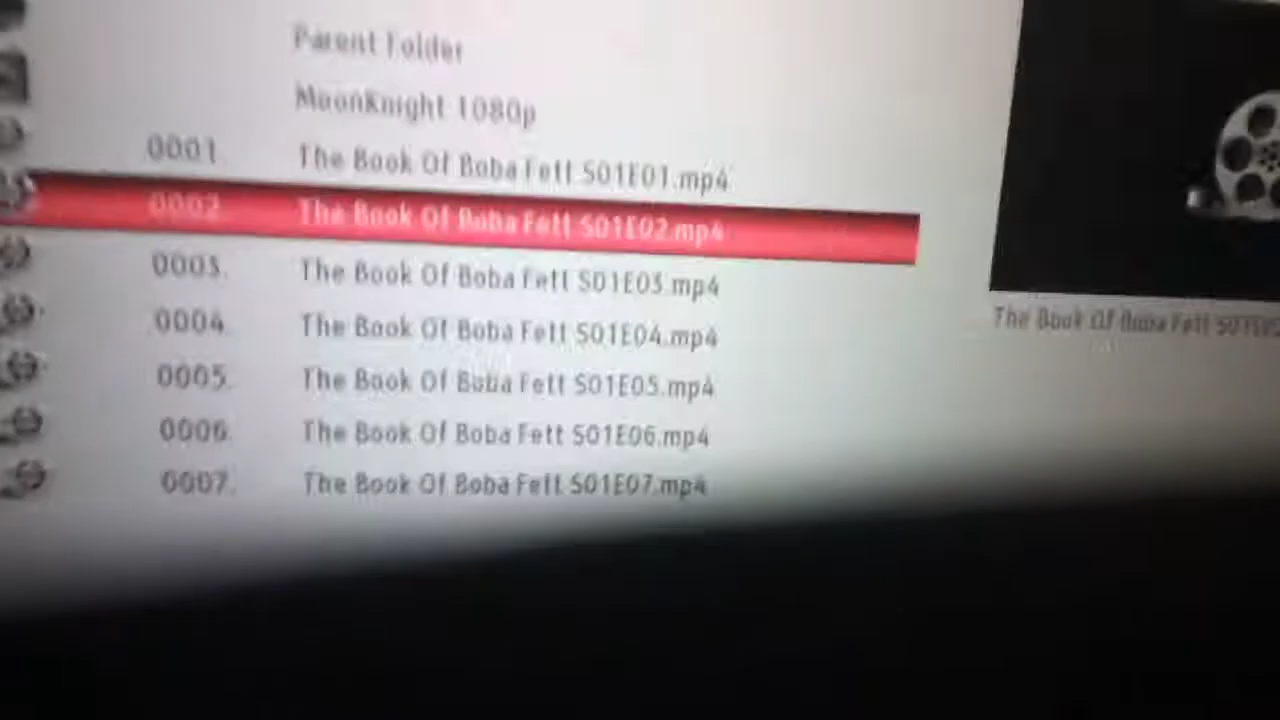 Parent Folder
MoonKnight 1080p
0001. The Book Of Boba Fett S01E01.mp4
0002. The Book Of Boba Fett S01E02.mp4
0003. The Book Of Boba Fett S01E03.mp4
0004. The Book Of Boba Fett S01E04.mp4
0005. The Book Of Boba Fett S01E05.mp4
0006. The Book Of Boba Fett S01E06.mp4
0007. The Book Of Boba Fett S01E07.mp4
The Book Of Boba Fett